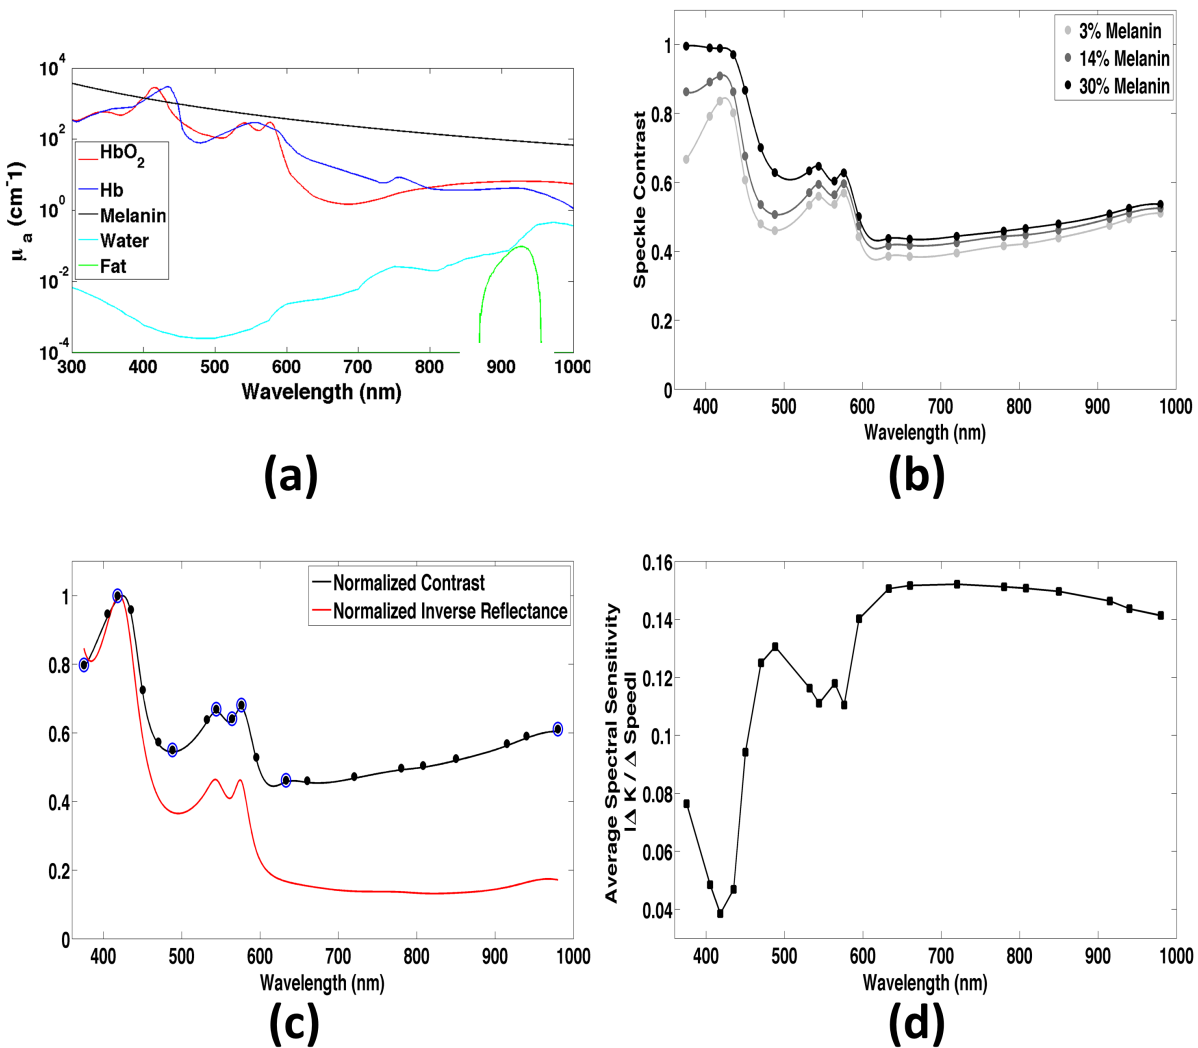 10^4
10^2
10^0
10^-2
10^-4
μ_a (cm^-1)
HbO_2
Hb
Melanin
Water
Fat
300 400 500 600 700 800 900 1000
Wavelength (nm)
(a)
1
0.8
0.6
0.4
0.2
0
Speckle Contrast
3% Melanin
14% Melanin
30% Melanin
400 500 600 700 800 900 1000
Wavelength (nm)
(b)
1
0.8
0.6
0.4
0.2
0
Normalized Contrast
Normalized Inverse Reflectance
400 500 600 700 800 900 1000
Wavelength (nm)
(c)
0.16
0.14
0.12
0.1
0.08
0.06
0.04
Average Spectral Sensitivity
|Δ K / Δ Speed|
400 500 600 700 800 900 1000
Wavelength (nm)
(d)